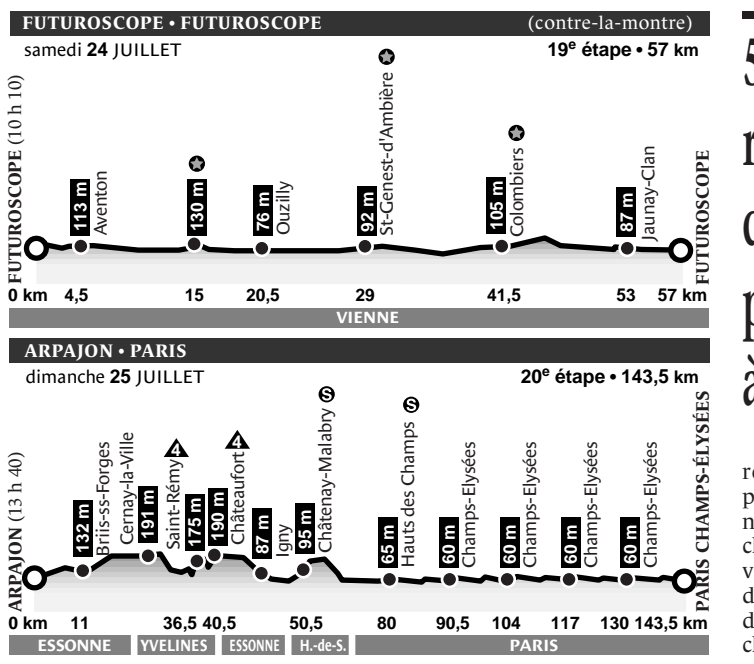 FUTUROSCOPE • FUTUROSCOPE (contre-la-montre)
samedi 24 JUILLET 19e étape • 57 km
FUTUROSCOPE (10 h 10)
113 m
Aventon
130 m
76 m
Ouzilly
92 m
St-Genest-d'Ambière
105 m
Colombiers
87 m
Jaunay-Clan
FUTUROSCOPE
0 km 4,5 15 20,5 29 41,5 53 57 km
VIENNE
ARPAJON • PARIS
dimanche 25 JUILLET 20e étape • 143,5 km
ARPAJON (13 h 40)
132 m
Briis-ss-Forges
Cernay-la-Ville
191 m
Saint-Rémy
4
175 m
190 m
Châteaufort
4
87 m
Igny
95 m
Châtenay-Malabry
S
65 m
Hauts des Champs
S
60 m
Champs-Elysées
60 m
Champs-Elysées
60 m
Champs-Elysées
60 m
Champs-Elysées
PARIS CHAMPS-ÉLYSÉES
0 km 11 36,5 40,5 50,5 80 90,5 104 117 130 143,5 km
ESSONNE YVELINES ESSONNE H.-de-S. PARIS